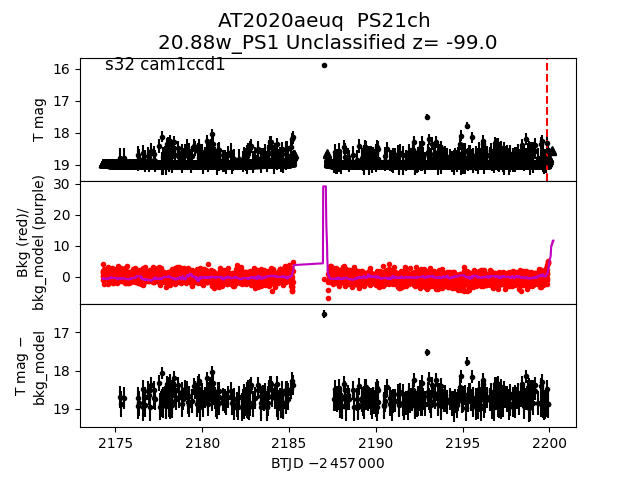 AT2020aeuq  PS21ch
20.88w_PS1 Unclassified z= -99.0
s32 cam1ccd1
16
17
18
19
T mag
30
20
10
0
Bkg (red)/
bkg_model (purple)
17
18
19
T mag −
bkg_model
2175
2180
2185
2190
2195
2200
BTJD −2 457 000